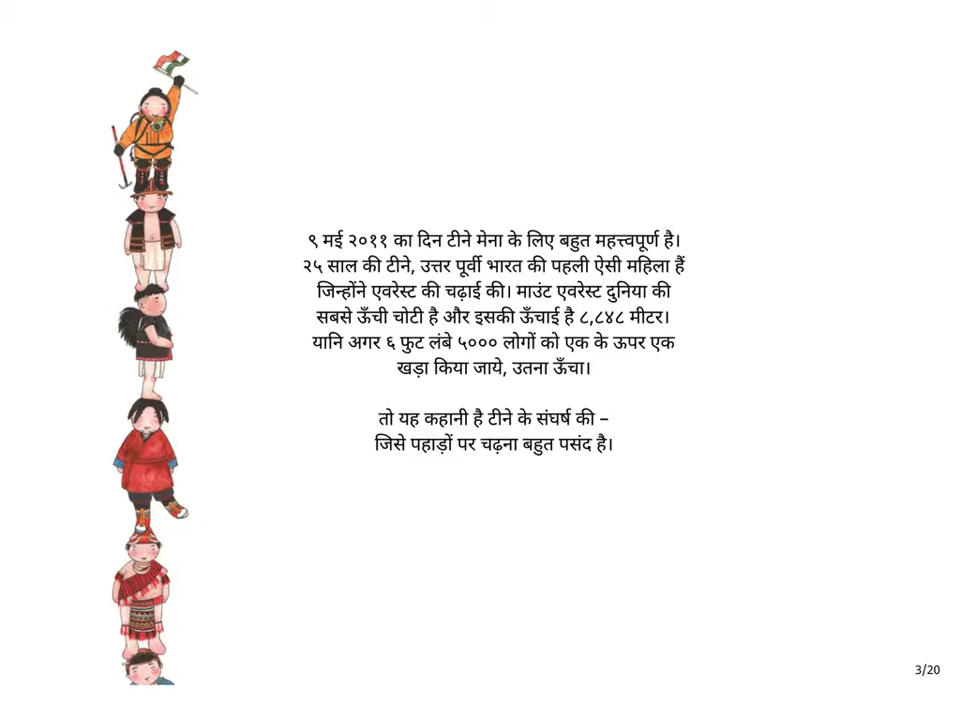 ९ मई २०११ का दिन टीने मेना के लिए बहुत महत्त्वपूर्ण है।
२५ साल की टीने, उत्तर पूर्वी भारत की पहली ऐसी महिला हैं
जिन्होंने एवरेस्ट की चढ़ाई की। माउंट एवरेस्ट दुनिया की
सबसे ऊँची चोटी है और इसकी ऊँचाई है ८,८४८ मीटर।
यानि अगर ६ फुट लंबे ५००० लोगों को एक के ऊपर एक
खड़ा किया जाये, उतना ऊँचा।
तो यह कहानी है टीने के संघर्ष की –
जिसे पहाड़ों पर चढ़ना बहुत पसंद है।
3/20